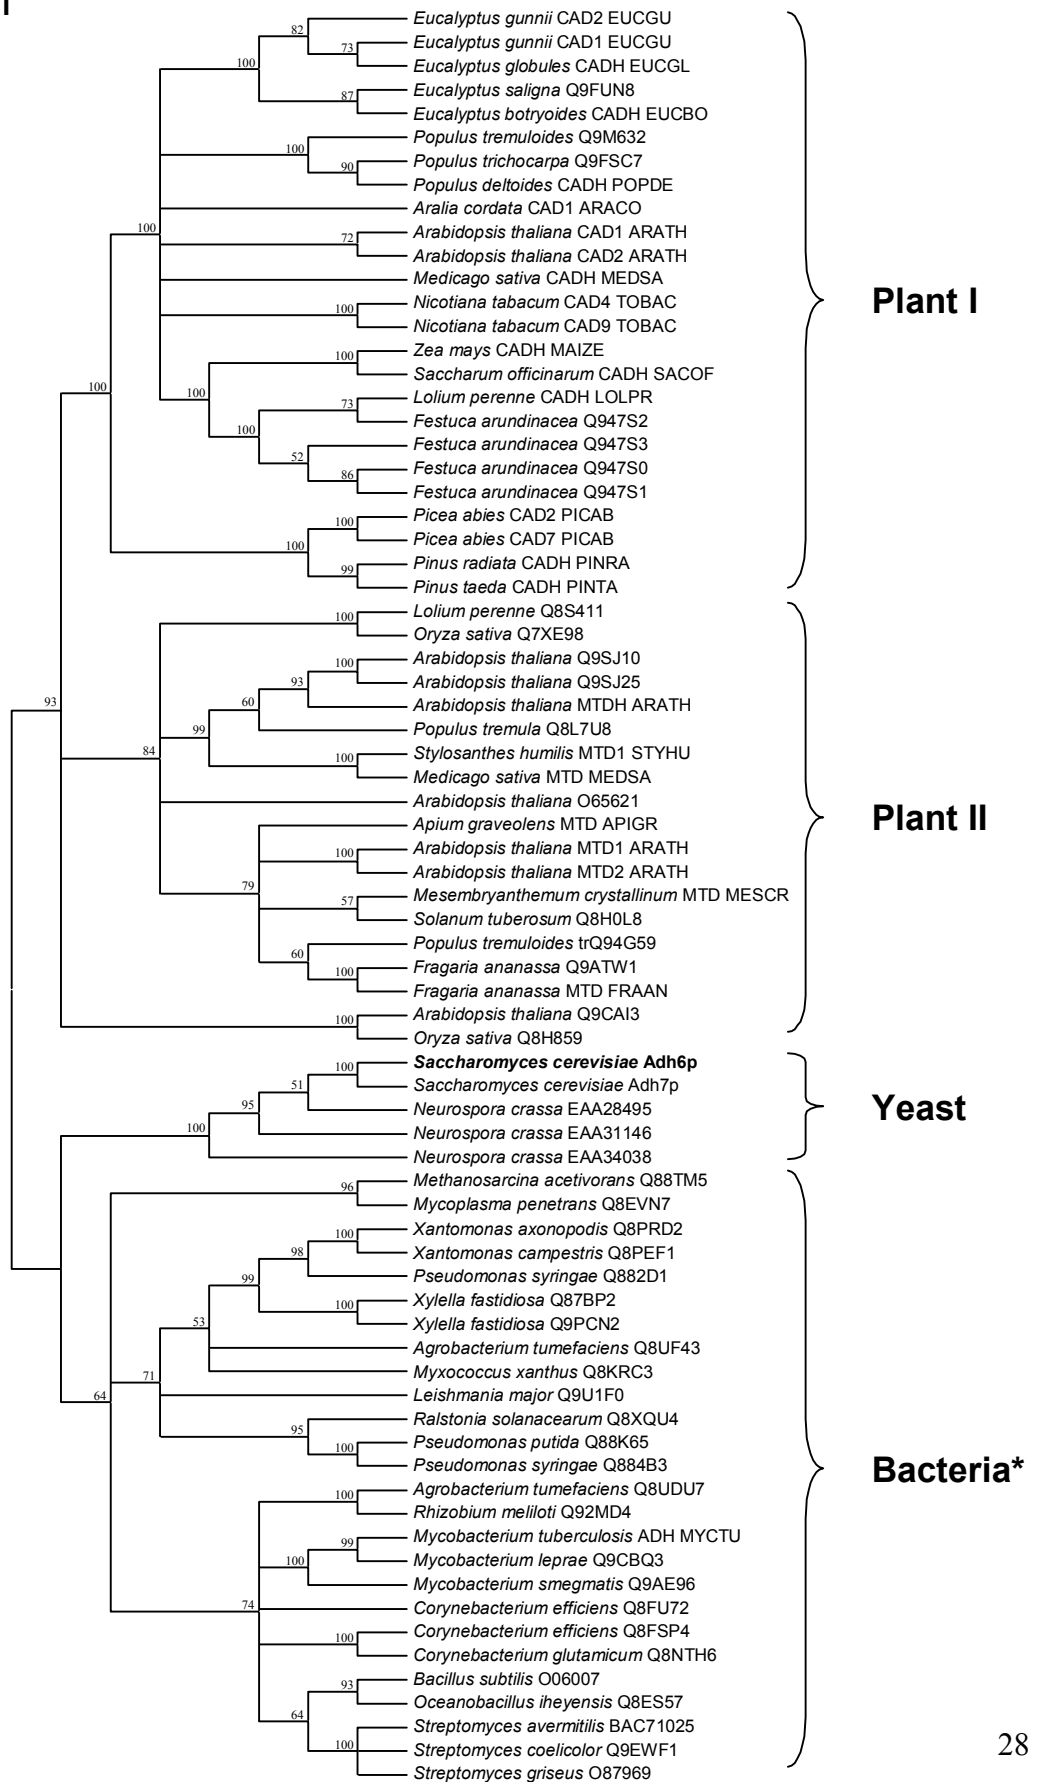 Eucalyptus gunnii CAD2 EUCGU
82
Eucalyptus gunnii CAD1 EUCGU
73
Eucalyptus globules CADH EUCGL
100
Eucalyptus saligna Q9FUN8
87
Eucalyptus botryoides CADH EUCBO
Populus tremuloides Q9M632
100
Populus trichocarpa Q9FSC7
90
Populus deltoides CADH POPDE
Aralia cordata CAD1 ARACO
100
Arabidopsis thaliana CAD1 ARATH
72
Arabidopsis thaliana CAD2 ARATH
Medicago sativa CADH MEDSA
Plant I
Nicotiana tabacum CAD4 TOBAC
100
Nicotiana tabacum CAD9 TOBAC
Zea mays CADH MAIZE
100
Saccharum officinarum CADH SACOF
100
100
Lolium perenne CADH LOLPR
73
Festuca arundinacea Q947S2
100
Festuca arundinacea Q947S3
52
Festuca arundinacea Q947S0
86
Festuca arundinacea Q947S1
Picea abies CAD2 PICAB
100
Picea abies CAD7 PICAB
100
Pinus radiata CADH PINRA
99
Pinus taeda CADH PINTA
Lolium perenne Q8S411
100
Oryza sativa Q7XE98
Arabidopsis thaliana Q9SJ10
100
Arabidopsis thaliana Q9SJ25
93
Arabidopsis thaliana MTDH ARATH
93
60
Populus tremula Q8L7U8
99
Stylosanthes humilis MTD1 STYHU
84
100
Medicago sativa MTD MEDSA
Arabidopsis thaliana O65621
Plant II
Apium graveolens MTD APIGR
Arabidopsis thaliana MTD1 ARATH
100
Arabidopsis thaliana MTD2 ARATH
79
Mesembryanthemum crystallinum MTD MESCR
57
Solanum tuberosum Q8H0L8
Populus tremuloides trQ94G59
60
Fragaria ananassa Q9ATW1
100
Fragaria ananassa MTD FRAAN
Arabidopsis thaliana Q9CAI3
100
Oryza sativa Q8H859
Saccharomyces cerevisiae Adh6p
100
Saccharomyces cerevisiae Adh7p
51
Neurospora crassa EAA28495
95
Yeast
Neurospora crassa EAA31146
100
Neurospora crassa EAA34038
Methanosarcina acetivorans Q88TM5
96
Mycoplasma penetrans Q8EVN7
Xantomonas axonopodis Q8PRD2
100
Xantomonas campestris Q8PEF1
98
Pseudomonas syringae Q882D1
99
Xylella fastidiosa Q87BP2
100
Xylella fastidiosa Q9PCN2
53
Agrobacterium tumefaciens Q8UF43
Myxococcus xanthus Q8KRC3
71
Leishmania major Q9U1F0
64
Ralstonia solanacearum Q8XQU4
95
Pseudomonas putida Q88K65
100
Pseudomonas syringae Q884B3
Bacteria*
Agrobacterium tumefaciens Q8UDU7
100
Rhizobium meliloti Q92MD4
Mycobacterium tuberculosis ADH MYCTU
99
Mycobacterium leprae Q9CBQ3
100
Mycobacterium smegmatis Q9AE96
74
Corynebacterium efficiens Q8FU72
Corynebacterium efficiens Q8FSP4
100
Corynebacterium glutamicum Q8NTH6
Bacillus subtilis O06007
93
Oceanobacillus iheyensis Q8ES57
64
Streptomyces avermitilis BAC71025
100
Streptomyces coelicolor Q9EWF1
28
Streptomyces griseus O87969